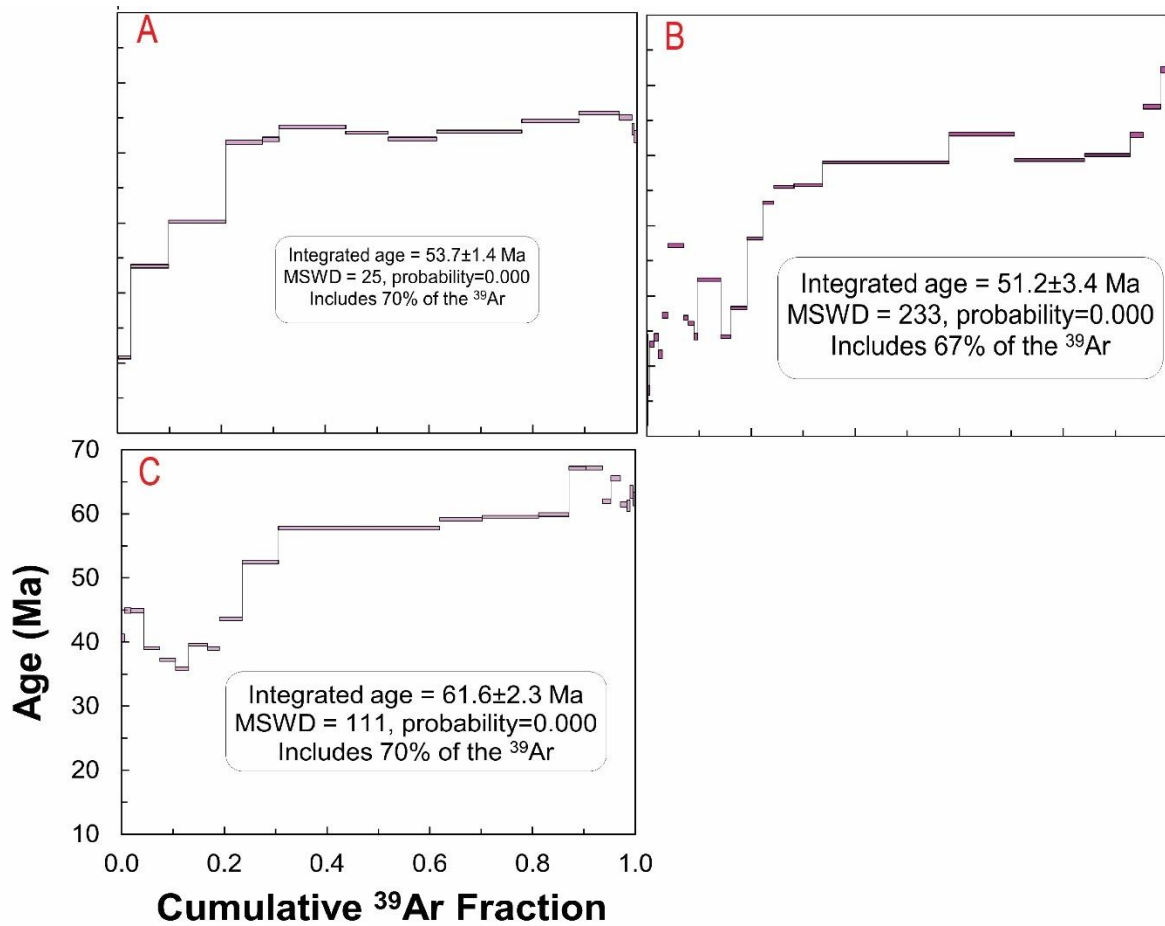 A
Integrated age = 53.7±1.4 Ma
MSWD = 25, probability=0.000
Includes 70% of the ³⁹Ar
B
Integrated age = 51.2±3.4 Ma
MSWD = 233, probability=0.000
Includes 67% of the ³⁹Ar
C
Integrated age = 61.6±2.3 Ma
MSWD = 111, probability=0.000
Includes 70% of the ³⁹Ar
Age (Ma)
70
60
50
40
30
20
10
0.0 0.2 0.4 0.6 0.8 1.0
Cumulative ³⁹Ar Fraction